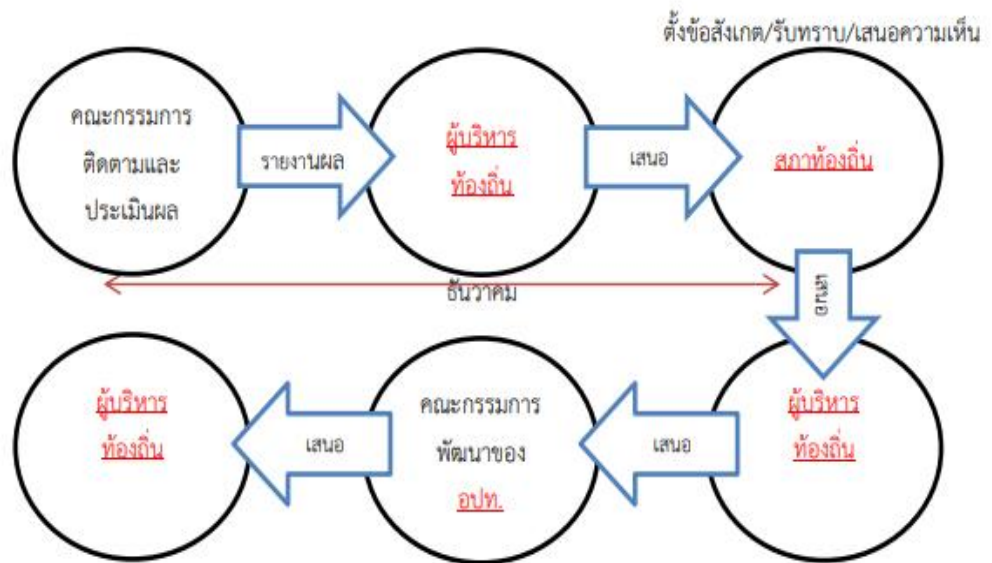 ตั้งข้อสังเกต/รับทราบ/เสนอความเห็น
คณะกรรมการ
ติดตามและ
ประเมินผล
รายงานผล
ผู้บริหาร
ท้องถิ่น
เสนอ
สภาท้องถิ่น
ธันวาคม
เสนอ
ผู้บริหาร
ท้องถิ่น
เสนอ
คณะกรรมการ
พัฒนาของ
อปท.
เสนอ
ผู้บริหาร
ท้องถิ่น